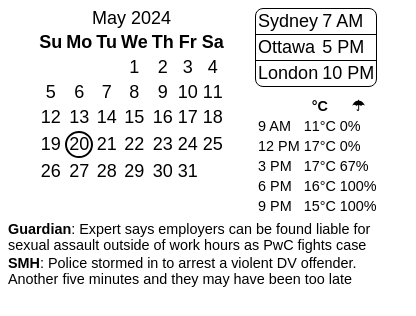 May 2024
Su Mo Tu We Th Fr Sa
1 2 3 4
5 6 7 8 9 10 11
12 13 14 15 16 17 18
19 20 21 22 23 24 25
26 27 28 29 30 31
Sydney 7 AM
Ottawa 5 PM
London 10 PM
°C ☂
9 AM 11°C 0%
12 PM 17°C 0%
3 PM 17°C 67%
6 PM 16°C 100%
9 PM 15°C 100%
Guardian: Expert says employers can be found liable for
sexual assault outside of work hours as PwC fights case
SMH: Police stormed in to arrest a violent DV offender.
Another five minutes and they may have been too late